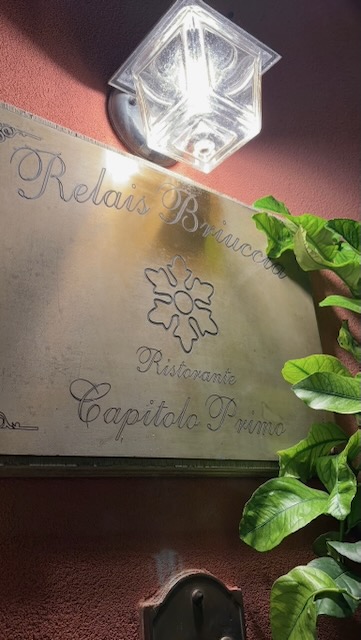 Relais Briuccia
Ristorante
Capitolo Primo